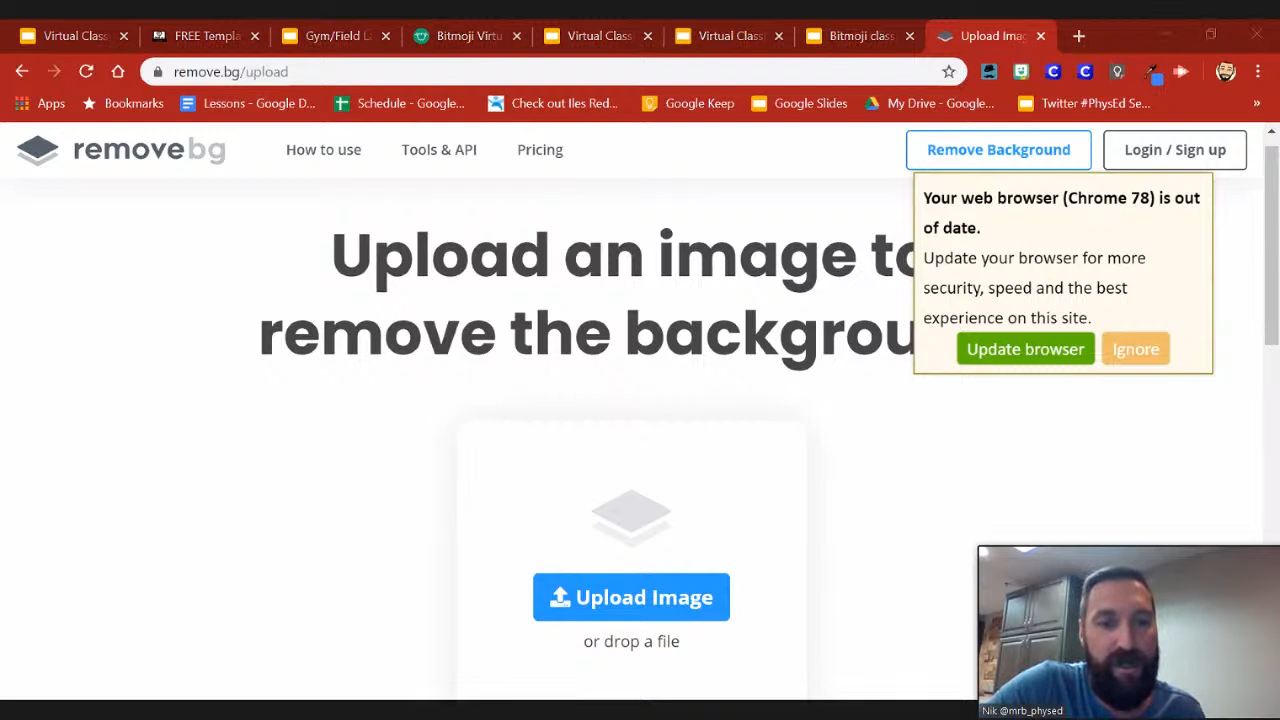 Virtual Class
FREE Templa
Gym/Field L
Bitmoji Virtu
Virtual Class
Virtual Class
Bitmoji class
Upload Imag
remove.bg/upload
Apps
Bookmarks
Lessons - Google D...
Schedule - Google...
Check out Iles Red...
Google Keep
Google Slides
My Drive - Google...
Twitter #PhysEd Se...
»
removebg
How to use
Tools & API
Pricing
Remove Background
Login / Sign up
Your web browser (Chrome 78) is out
of date.
Update your browser for more
security, speed and the best
experience on this site.
Update browser
Ignore
Upload an image to
remove the backgrou
Upload Image
or drop a file
Nik @mrb_physed